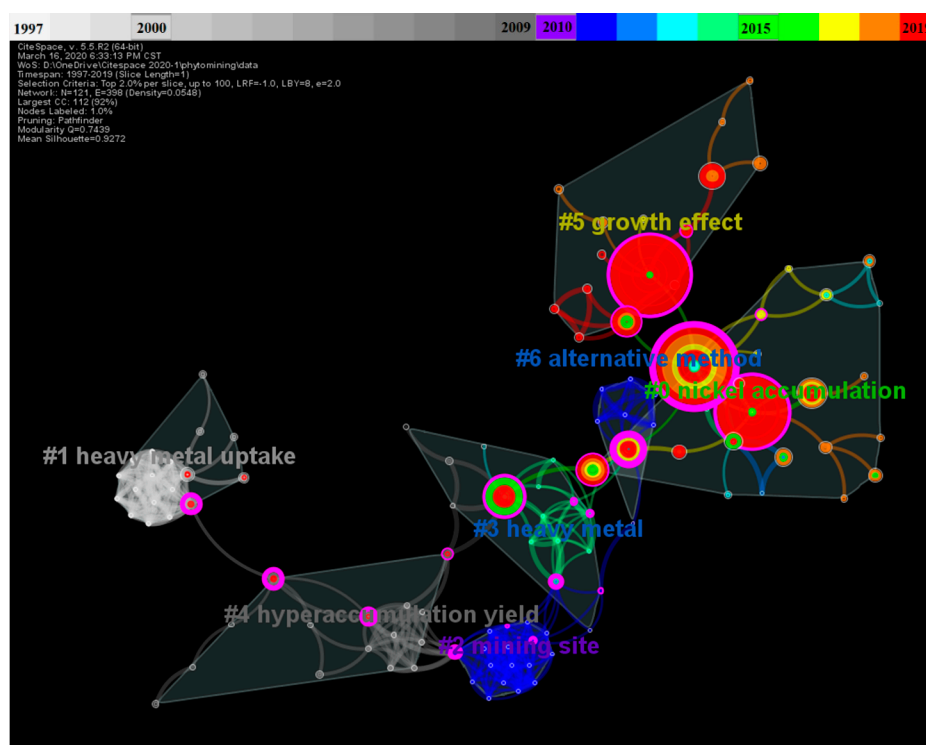 1997 2000 2009 2010 2015 2019
CiteSpace, v. 5.5.R2 (64-bit)
March 16, 2020 6:33:13 PM CST
WoS: D:\OneDrive\Citespace 2020-1\phytomining\data
Timespan: 1997-2019 (Slice Length=1)
Selection Criteria: Top 2.0% per slice, up to 100, LRF=-1.0, LBY=8, e=2.0
Network: N=121, E=398 (Density=0.0548)
Largest CC: 112 (92%)
Nodes Labeled: 1.0%
Pruning: Pathfinder
Modularity Q=0.7439
Mean Silhouette=0.9272
#5 growth effect
#6 alternative method
#0 nickel accumulation
#1 heavy metal uptake
#3 heavy metal
#4 hyperaccumulation yield
#2 mining site